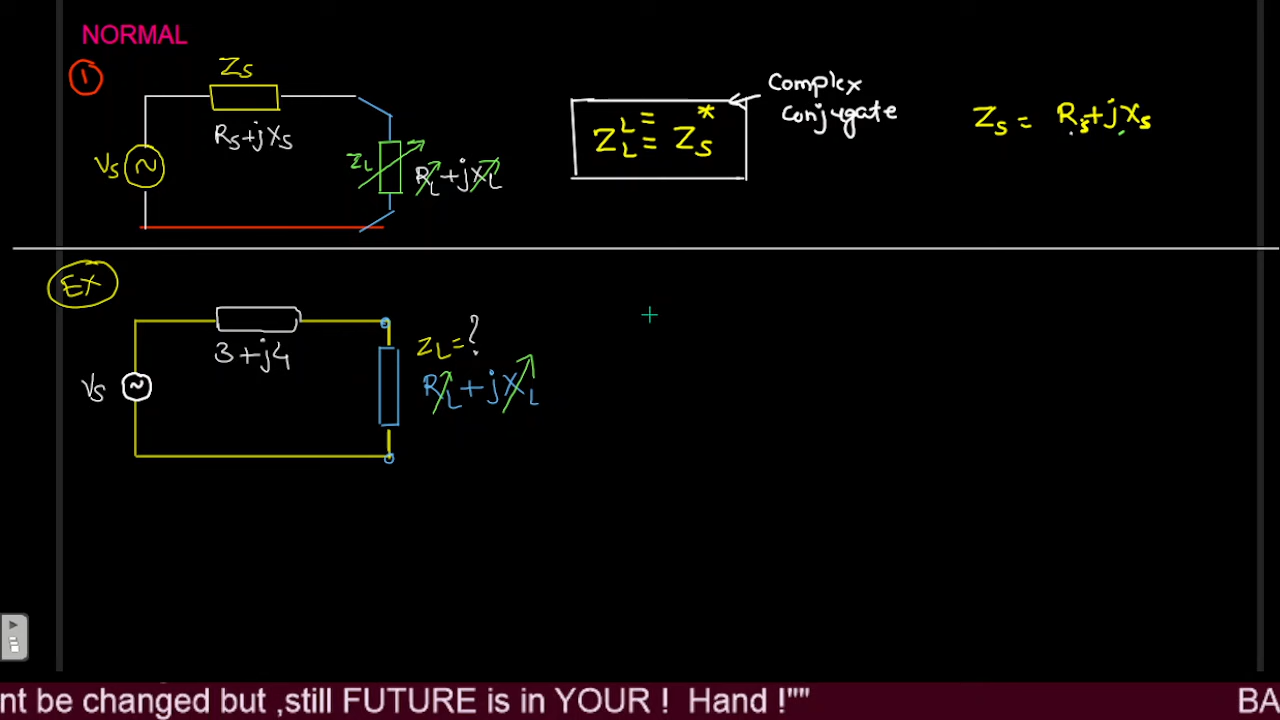 NORMAL
1
Zs
Rs+jXs
Vs
ZL
RL+jXL
Complex
Conjugate
ZL = Zs*
Zs = Rs+jXs
EX
3+j4
Vs
ZL=?
RL+jXL
nt be changed but ,still FUTURE is in YOUR ! Hand !""
BA